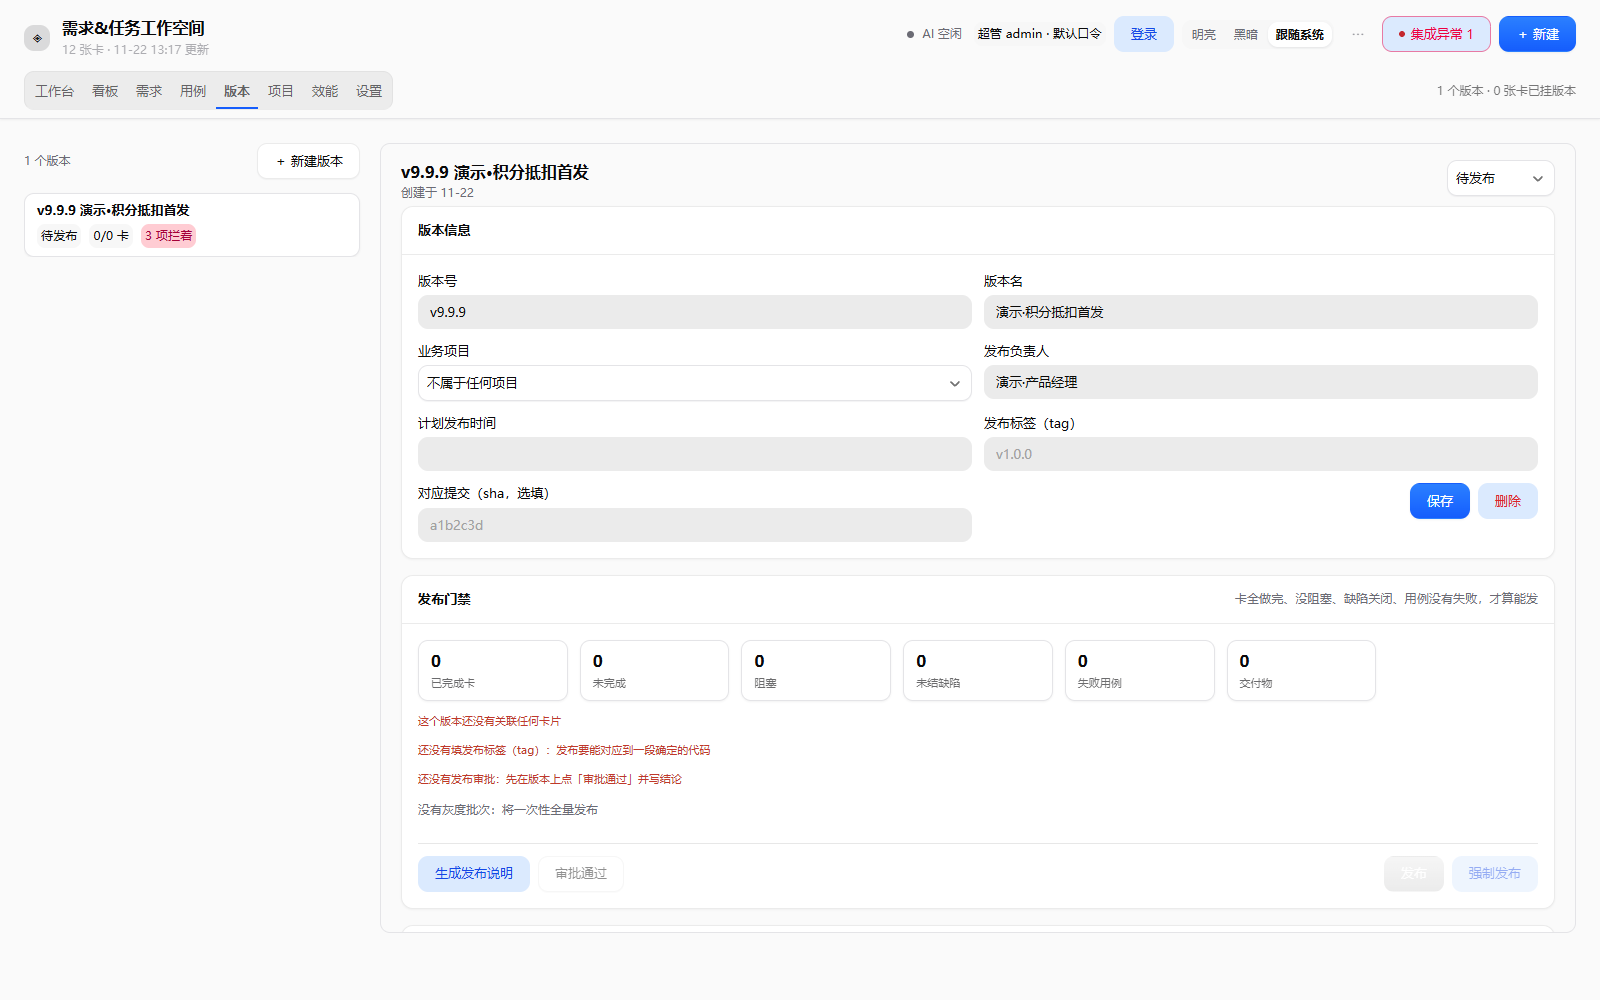 需求&任务工作空间
12 张卡 · 11-22 13:17 更新
AI 空闲
超管 admin · 默认口令
登录
明亮
黑暗
跟随系统
···
集成异常 1
+ 新建
工作台
看板
需求
用例
版本
项目
效能
设置
1 个版本 · 0 张卡已挂版本
1 个版本
+ 新建版本
v9.9.9 演示·积分抵扣首发
待发布
0/0 卡
3 项拦着
v9.9.9 演示·积分抵扣首发
创建于 11-22
待发布
版本信息
版本号
版本名
v9.9.9
演示·积分抵扣首发
业务项目
发布负责人
不属于任何项目
演示·产品经理
计划发布时间
发布标签（tag）
v1.0.0
对应提交（sha，选填）
a1b2c3d
保存
删除
发布门禁
卡全做完、没阻塞、缺陷关闭、用例没有失败，才算能发
0
已完成卡
0
未完成
0
阻塞
0
未结缺陷
0
失败用例
0
交付物
这个版本还没有关联任何卡片
还没有填发布标签（tag）：发布要能对应到一段确定的代码
还没有发布审批：先在版本上点「审批通过」并写结论
没有灰度批次：将一次性全量发布
生成发布说明
审批通过
发布
强制发布